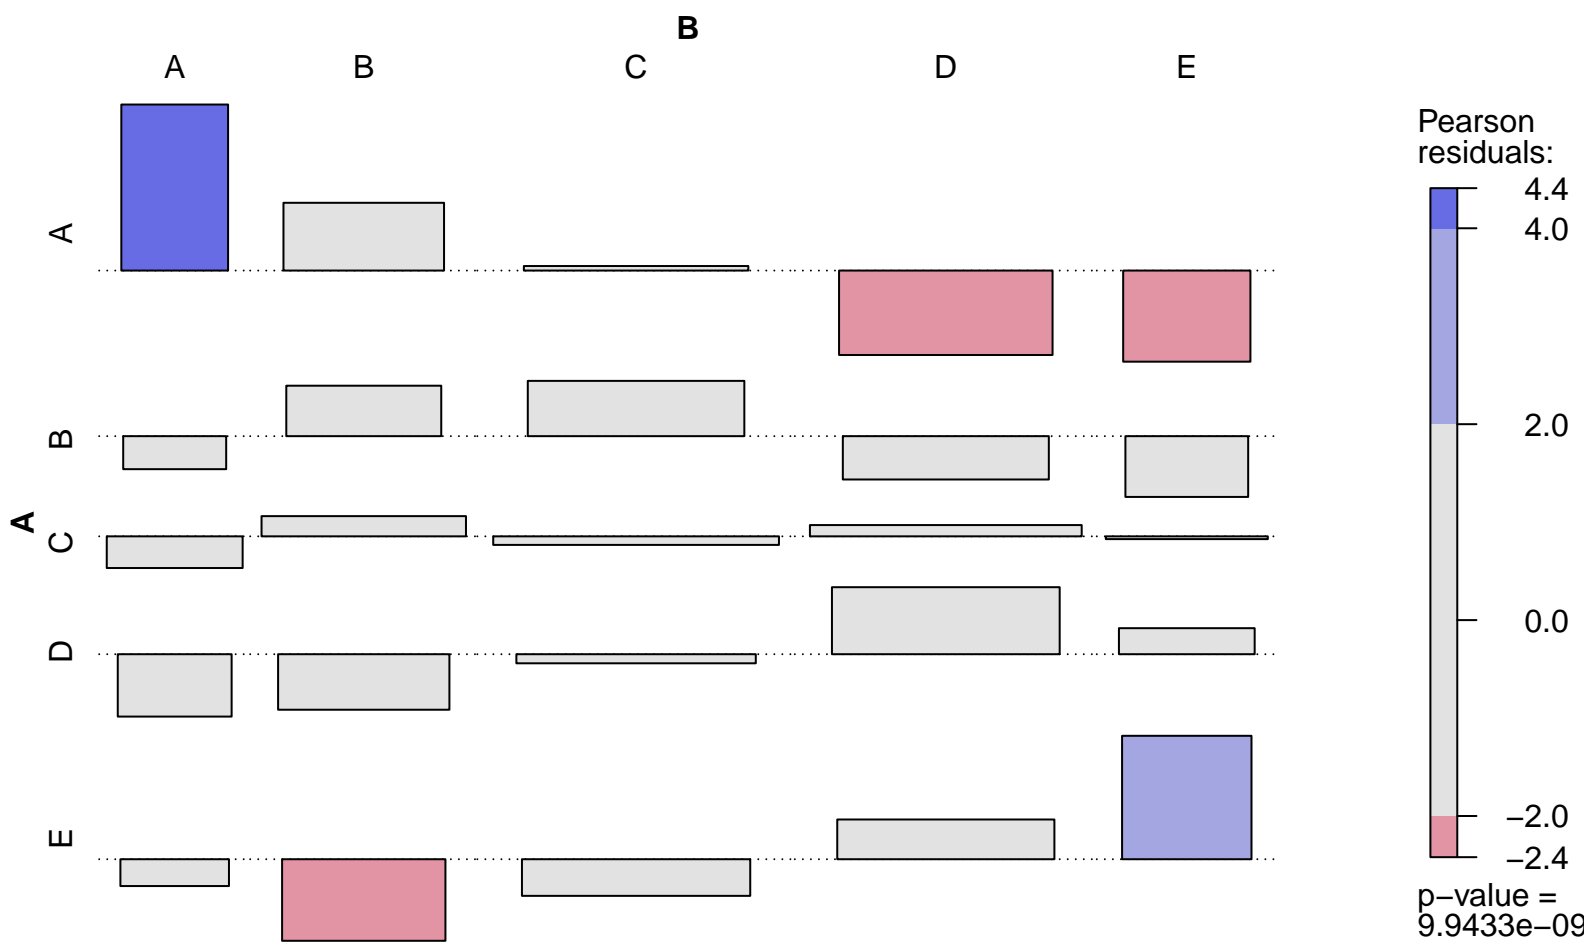 B
A B C D E
A
A
B
C
D
E
Pearson
residuals:
4.4
4.0
2.0
0.0
−2.0
−2.4
p−value =
9.9433e−09